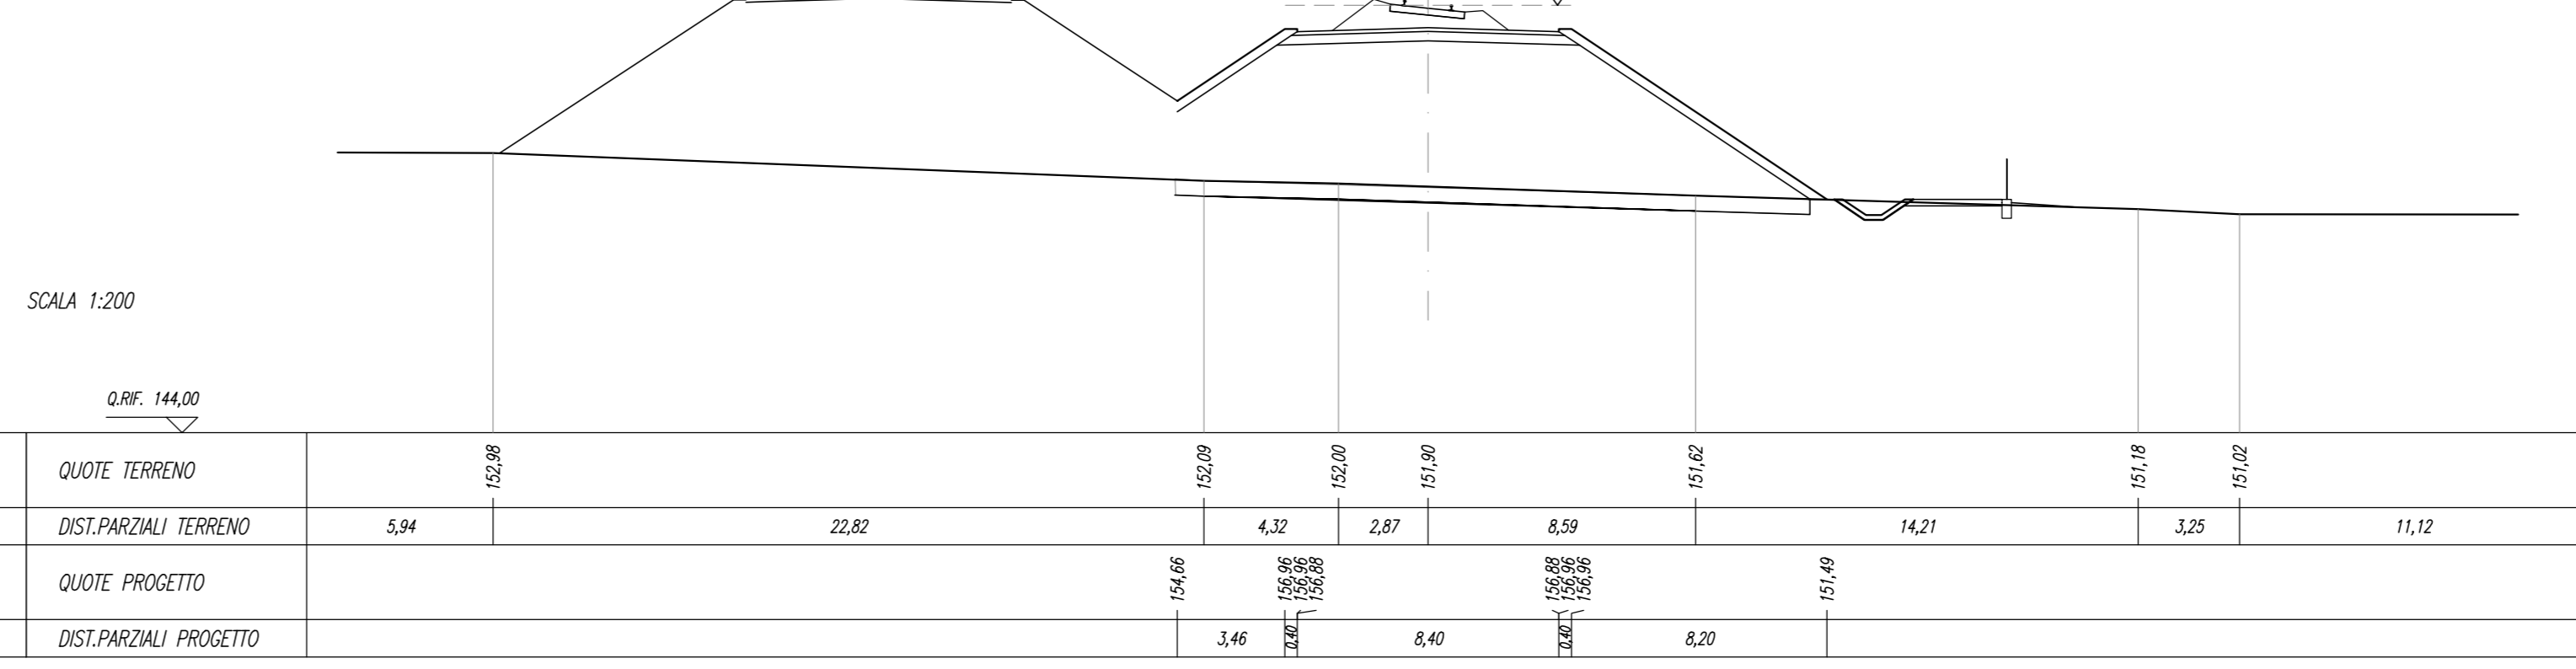 SCALA 1:200
Q.RIF. 144,00
QUOTE TERRENO 152,98 152,09 152,00 151,90 151,62 151,18 151,02
DIST.PARZIALI TERRENO 5,94 22,82 4,32 2,87 8,59 14,21 3,25 11,12
QUOTE PROGETTO 154,66 156,96 156,96 156,88 156,88 156,96 156,96 151,49
DIST.PARZIALI PROGETTO 3,46 0,40 8,40 0,40 8,20